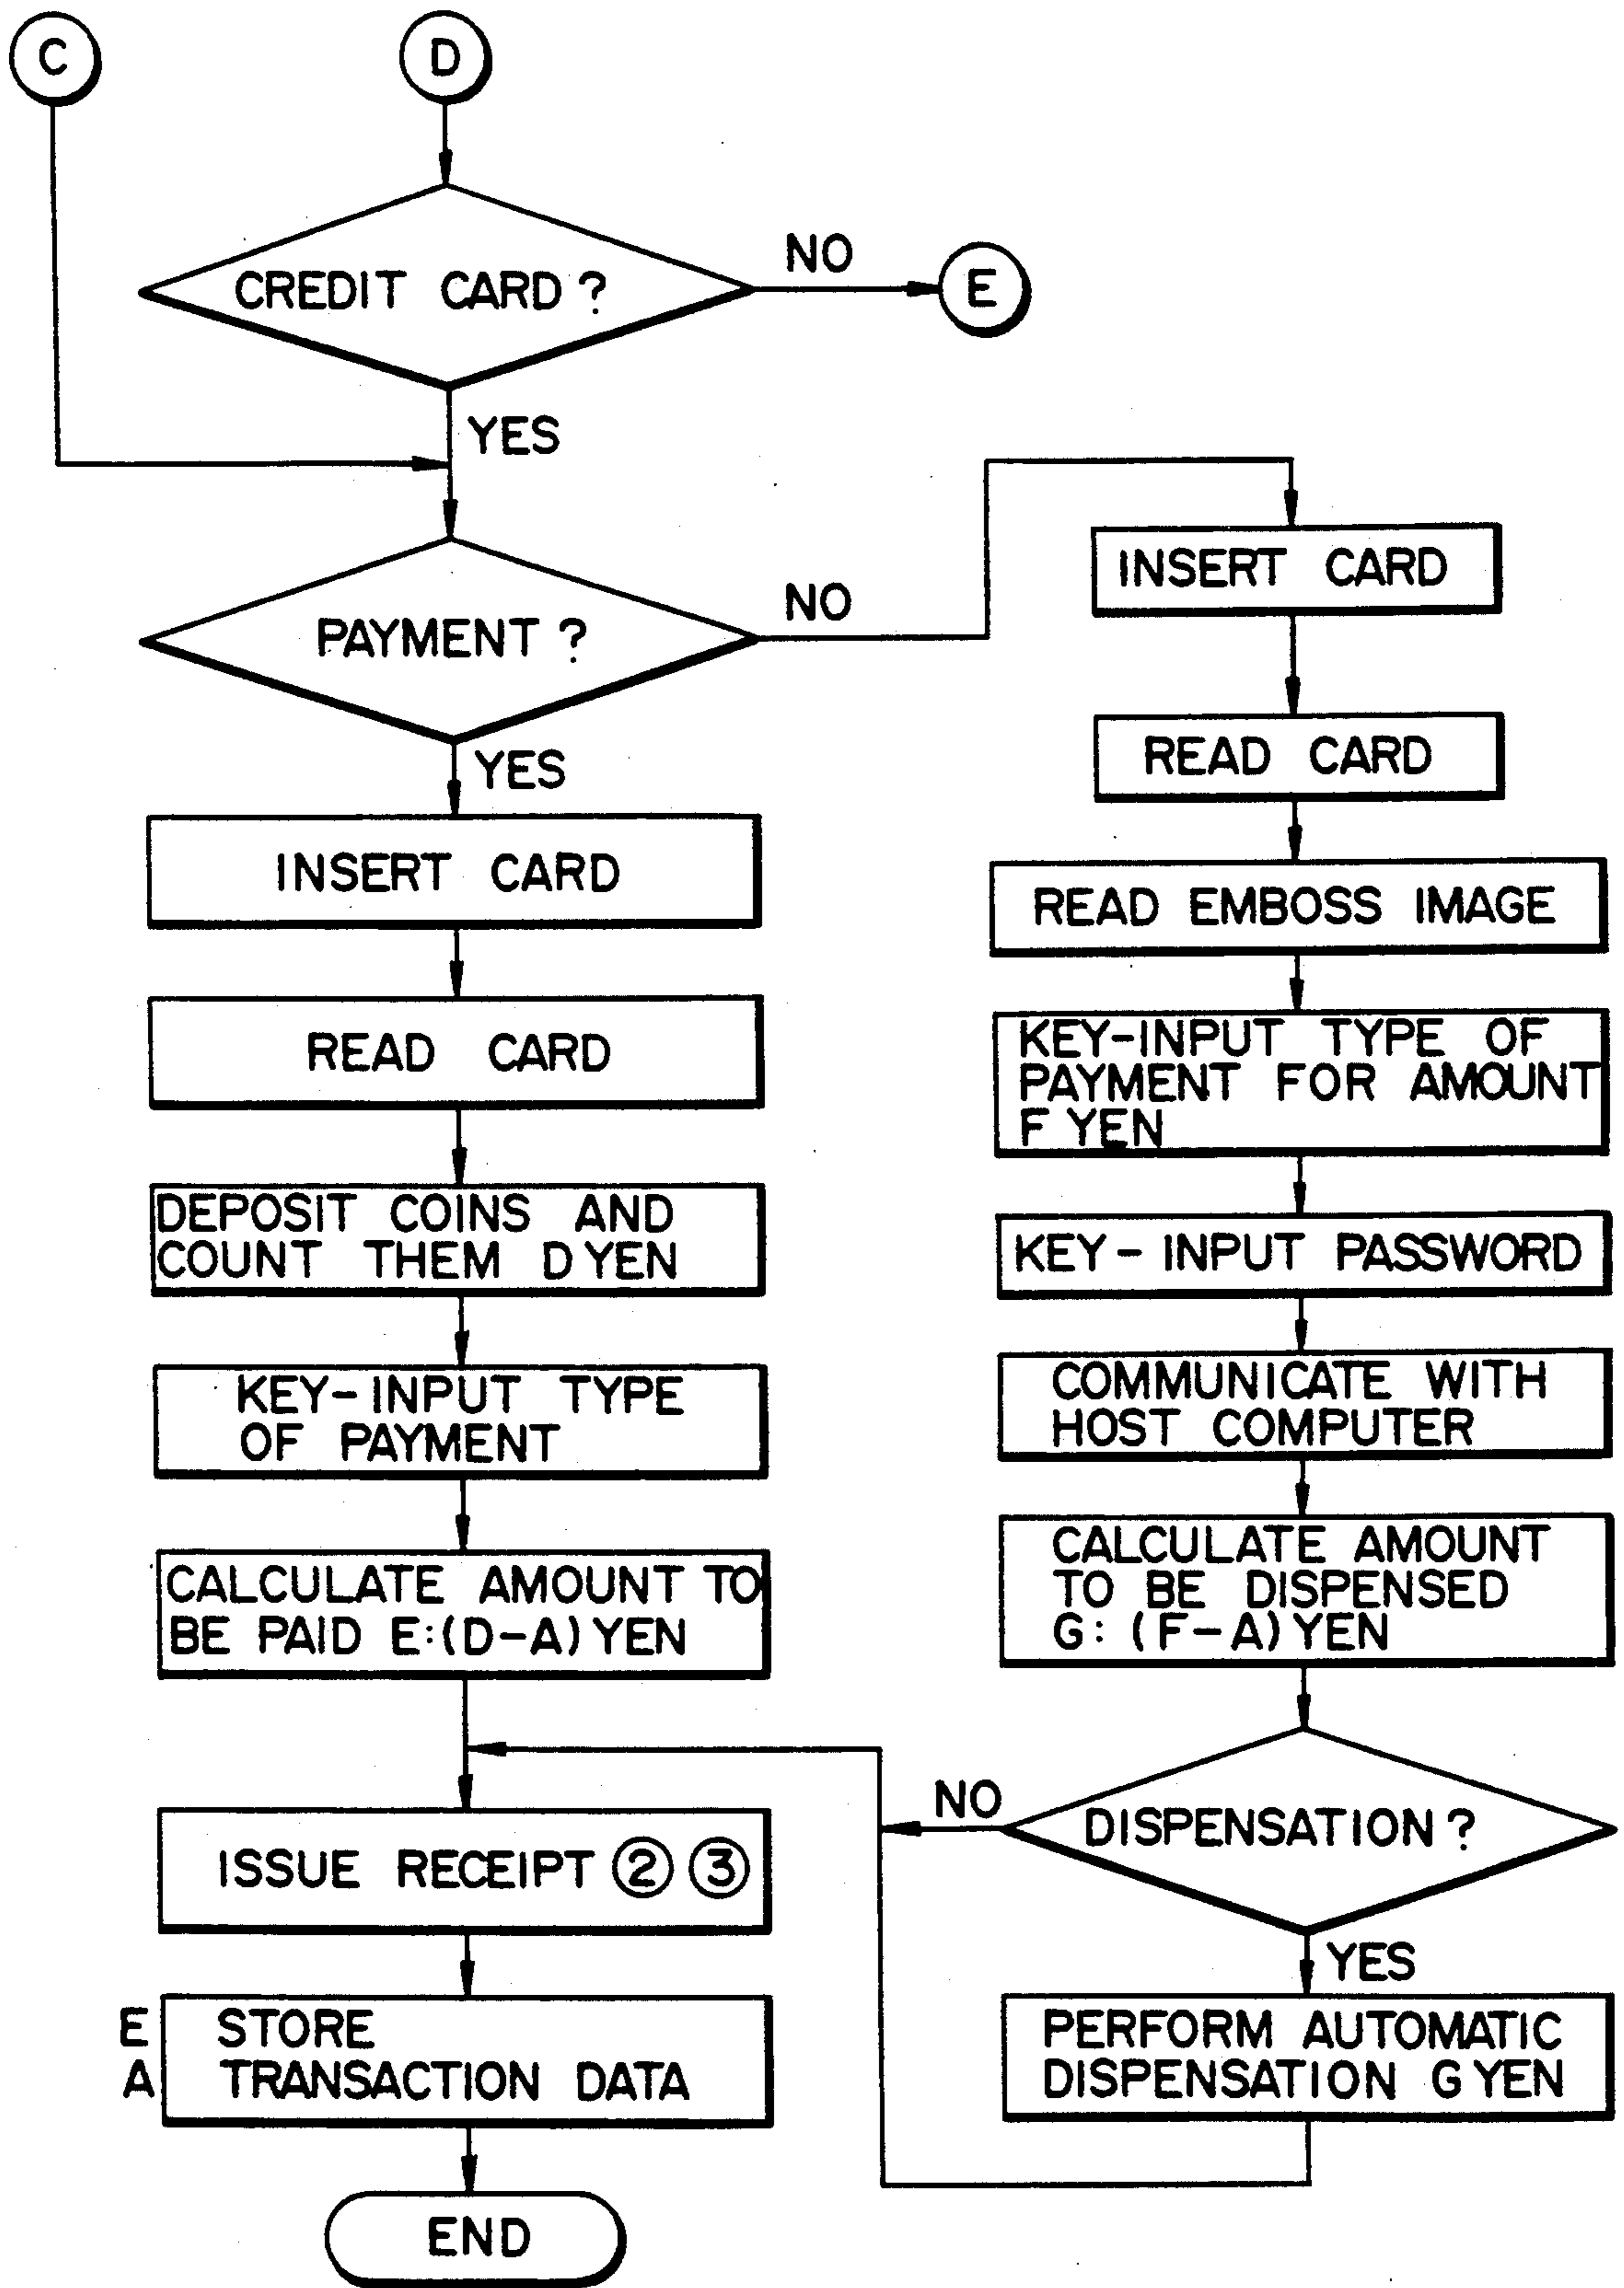 C
D
CREDIT CARD?
NO
E
YES
PAYMENT?
NO
YES
INSERT CARD
READ CARD
DEPOSIT COINS AND
COUNT THEM D YEN
KEY-INPUT TYPE
OF PAYMENT
CALCULATE AMOUNT TO
BE PAID E:(D-A) YEN
ISSUE RECEIPT ② ③
E
A
STORE
TRANSACTION DATA
END
INSERT CARD
READ CARD
READ EMBOSS IMAGE
KEY-INPUT TYPE OF
PAYMENT FOR AMOUNT
F YEN
KEY-INPUT PASSWORD
COMMUNICATE WITH
HOST COMPUTER
CALCULATE AMOUNT
TO BE DISPENSED
G: (F-A) YEN
DISPENSATION?
NO
YES
PERFORM AUTOMATIC
DISPENSATION G YEN